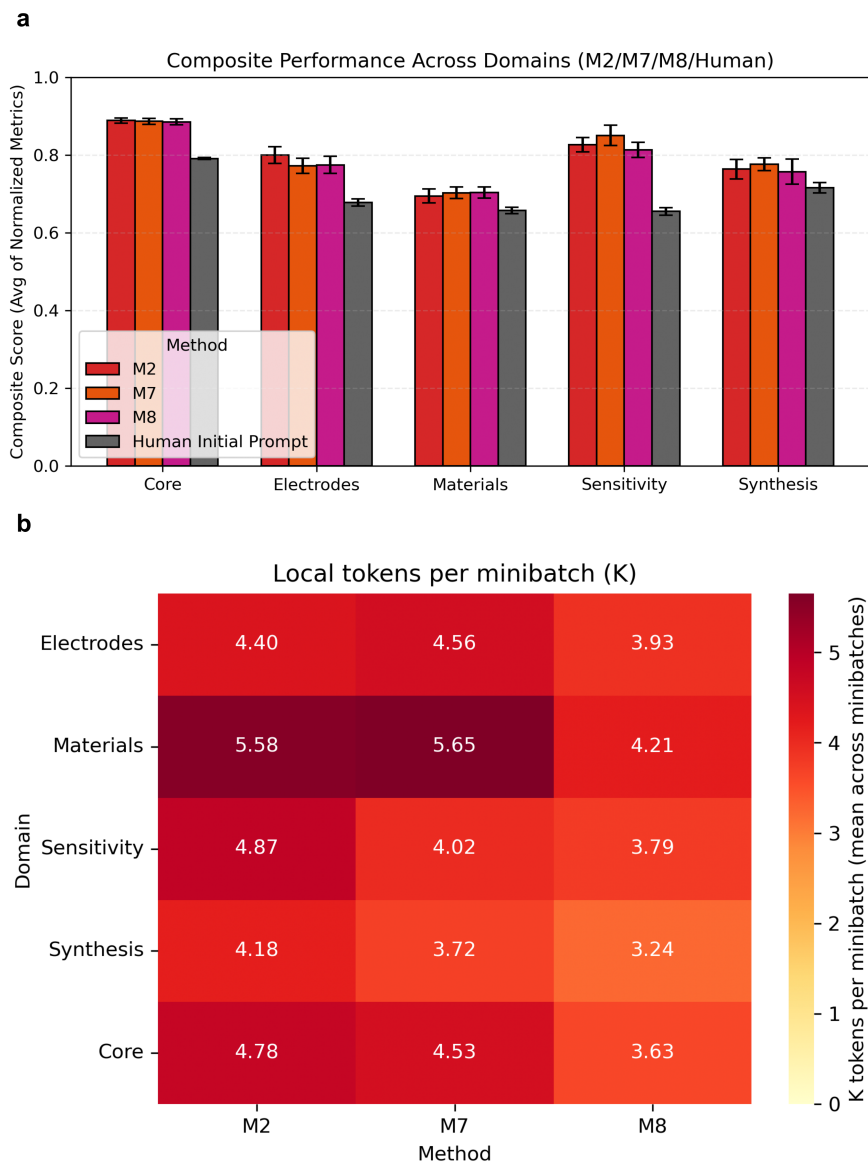 a
Composite Performance Across Domains (M2/M7/M8/Human)
Composite Score (Avg of Normalized Metrics)
1.0
0.8
0.6
0.4
0.2
0.0
Method
M2
M7
M8
Human Initial Prompt
Core Electrodes Materials Sensitivity Synthesis
b
Local tokens per minibatch (K)
Domain
Electrodes 4.40 4.56 3.93
Materials 5.58 5.65 4.21
Sensitivity 4.87 4.02 3.79
Synthesis 4.18 3.72 3.24
Core 4.78 4.53 3.63
M2 M7 M8
Method
5
4
3
2
1
0
K tokens per minibatch (mean across minibatches)